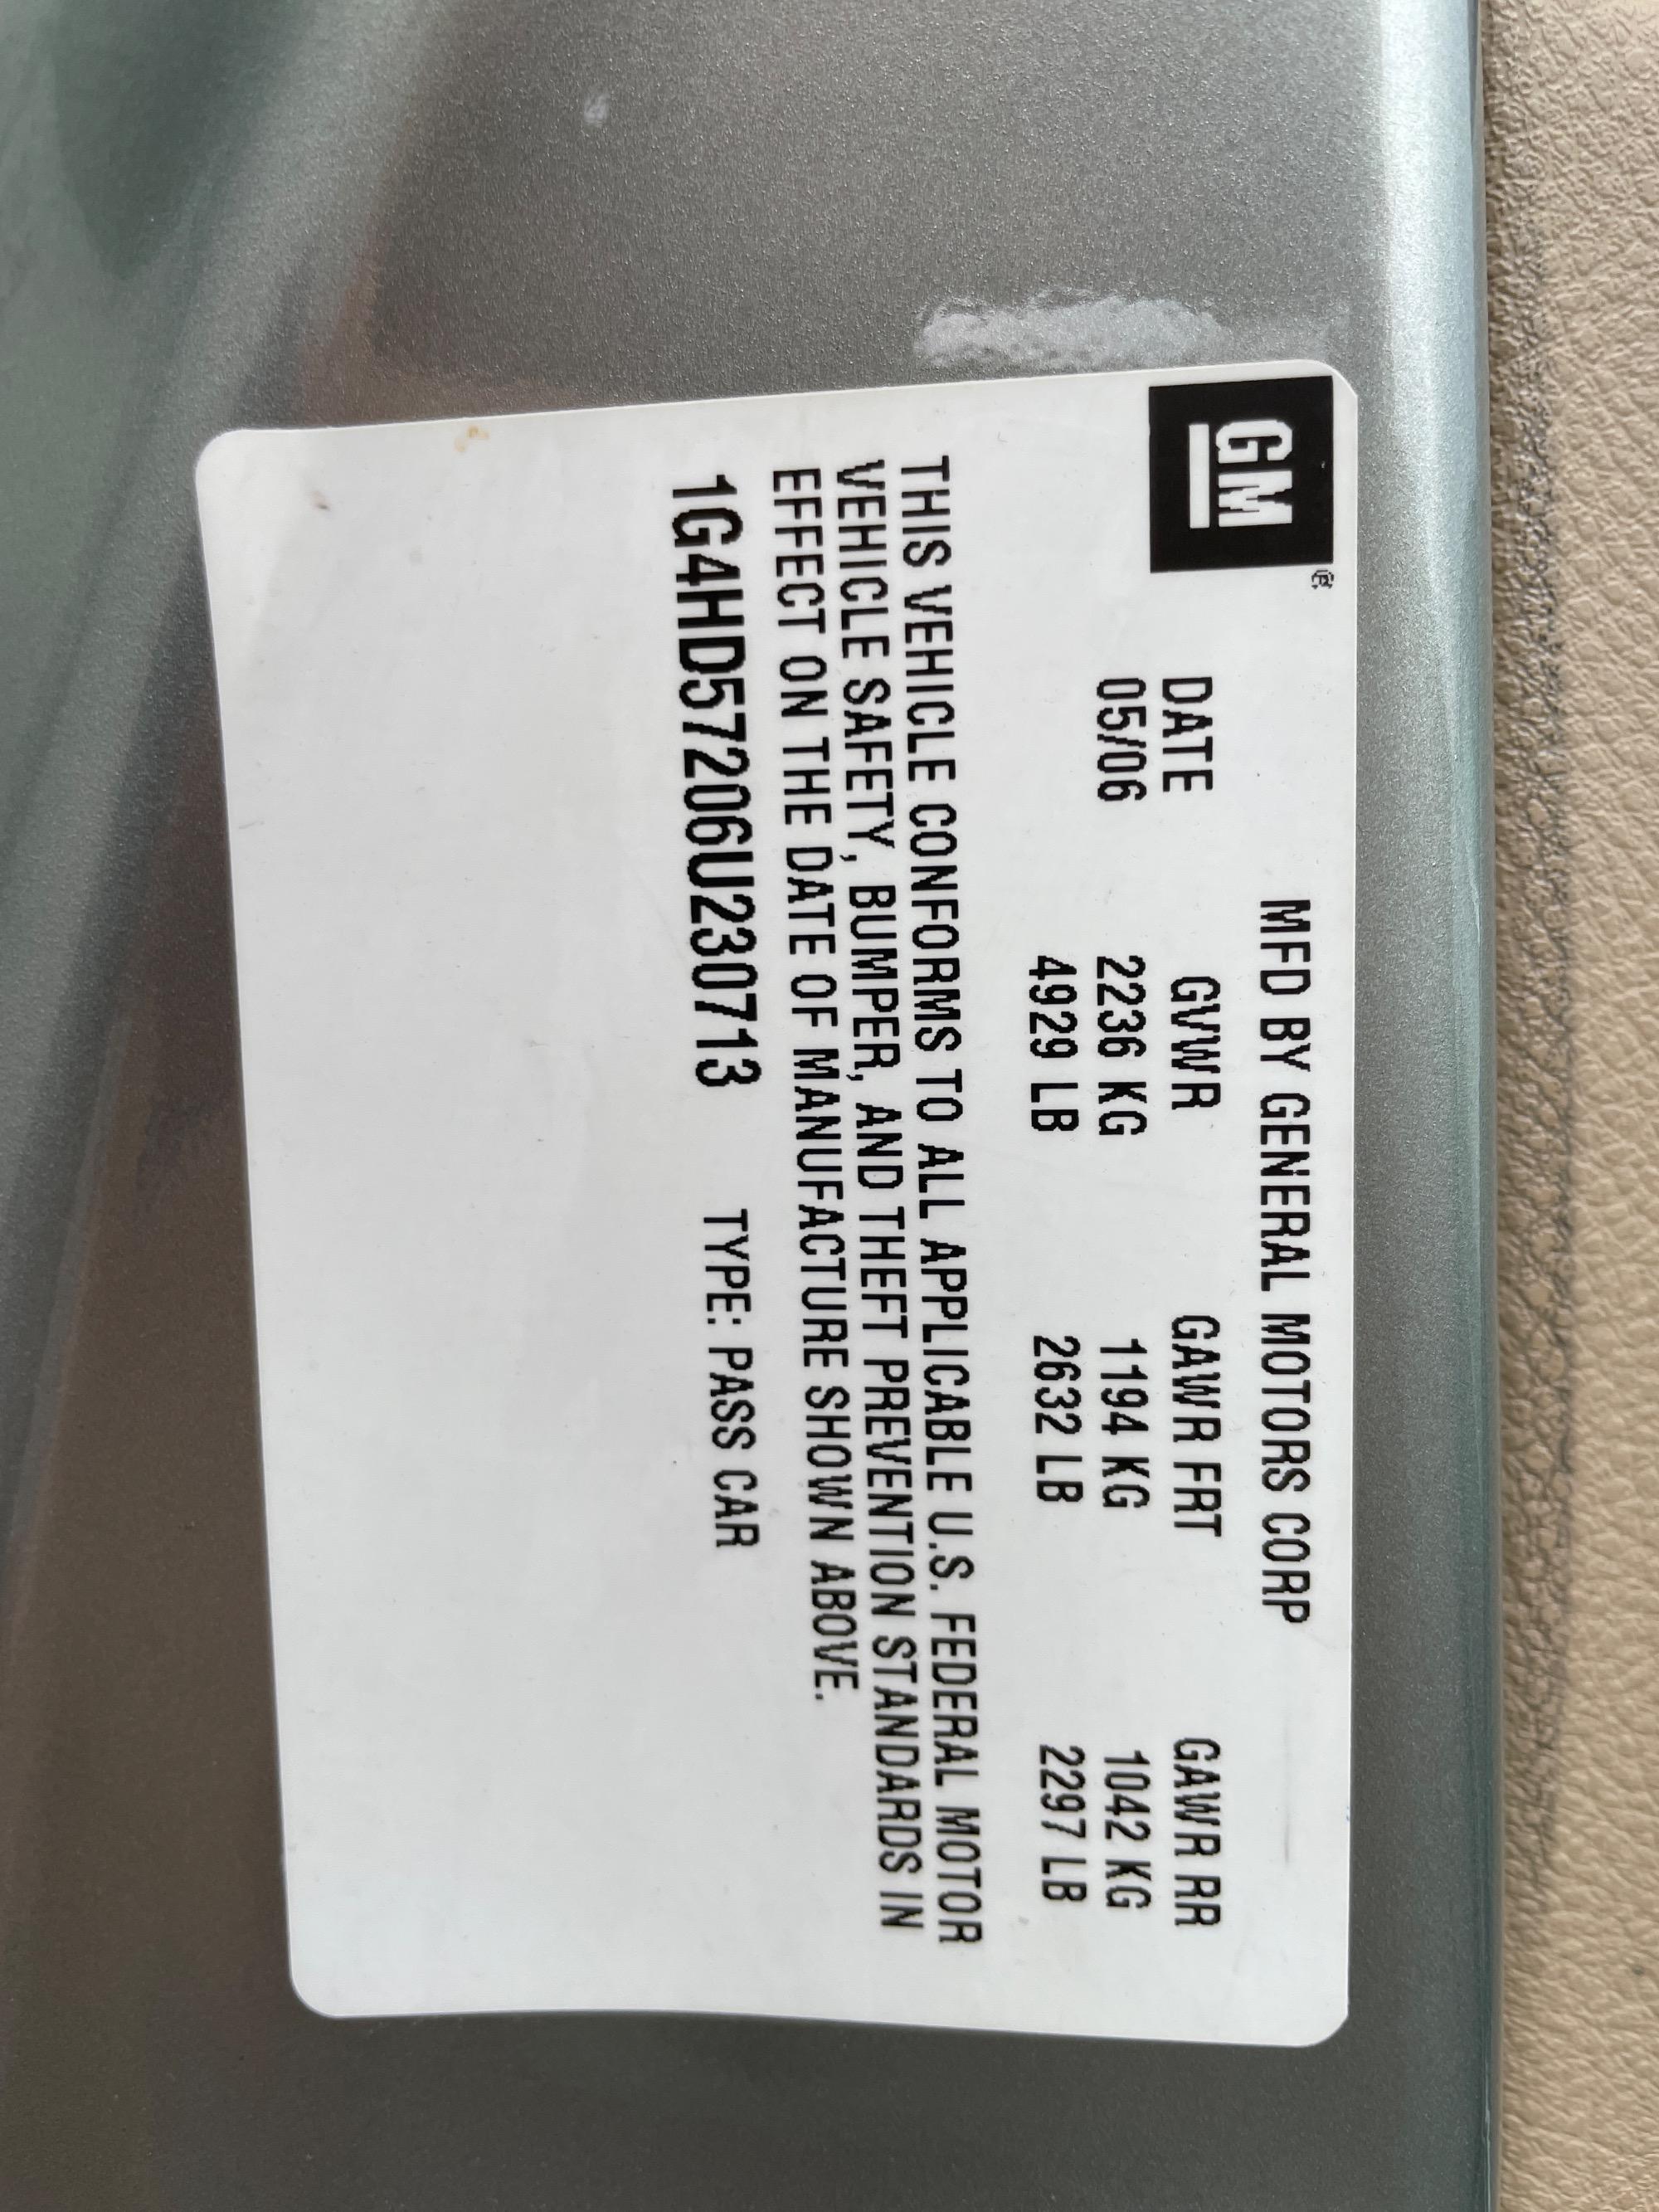 GM ®
MFD BY GENERAL MOTORS CORP
DATE GVWR GAWR FRT GAWR RR
05/06 2236 KG 1194 KG 1042 KG
4929 LB 2632 LB 2297 LB
THIS VEHICLE CONFORMS TO ALL APPLICABLE U.S. FEDERAL MOTOR
VEHICLE SAFETY, BUMPER, AND THEFT PREVENTION STANDARDS IN
EFFECT ON THE DATE OF MANUFACTURE SHOWN ABOVE.
1G4HD57206U230713 TYPE: PASS CAR